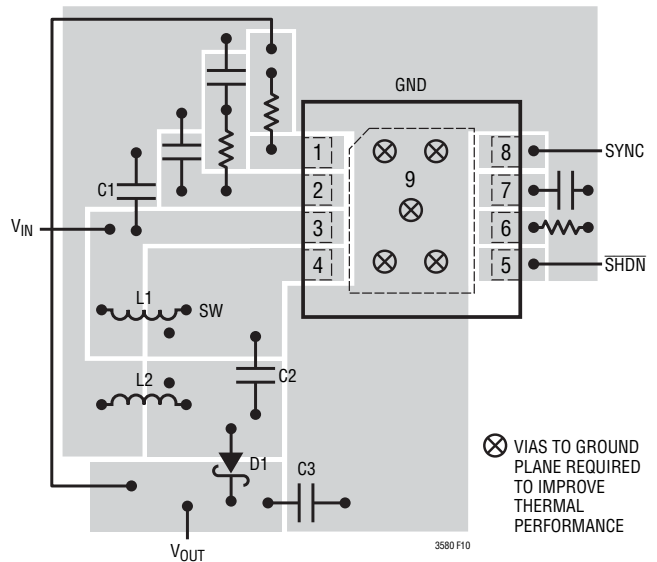 GND
1
8
SYNC
C1
2
9
7
VIN
3
6
4
5
SHDN
L1
SW
L2
C2
D1
C3
VIAS TO GROUND
PLANE REQUIRED
TO IMPROVE
THERMAL
PERFORMANCE
VOUT
3580 F10